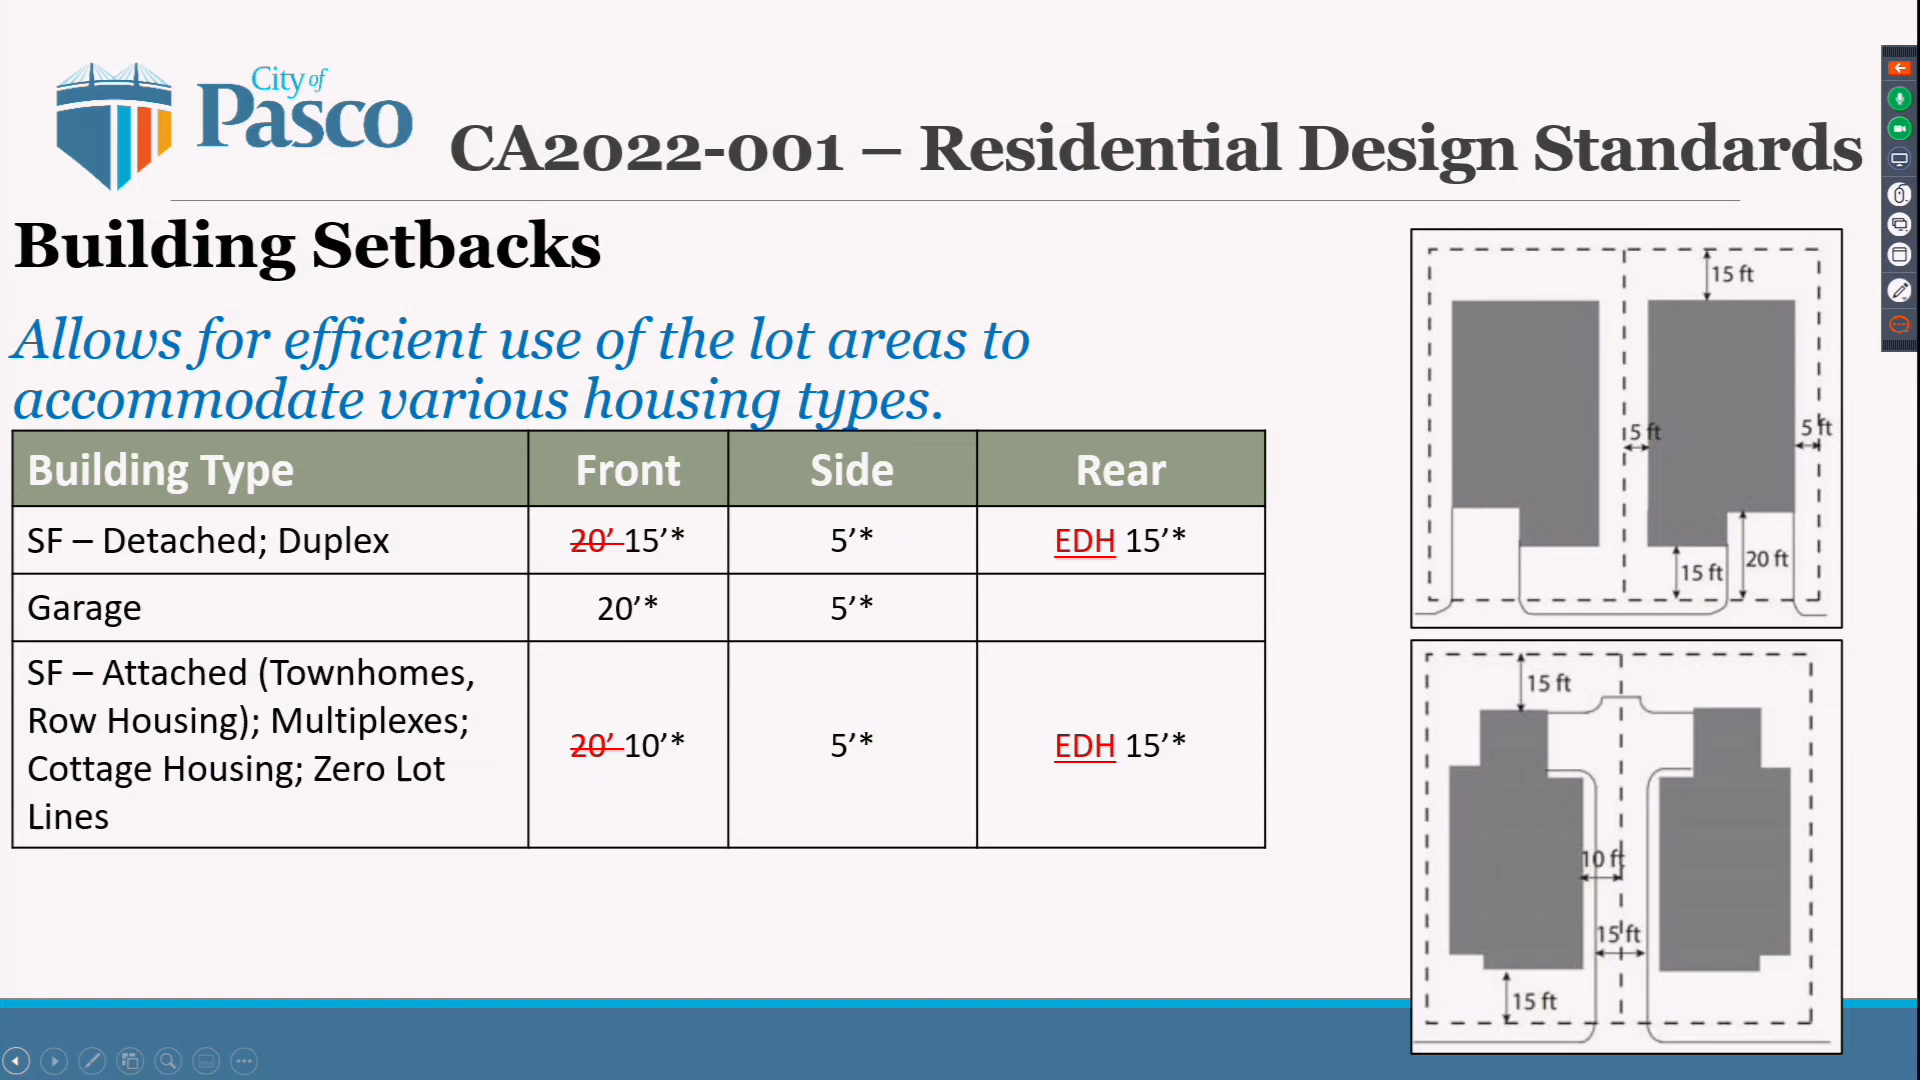 City of
Pasco
CA2022-001 – Residential Design Standards
Building Setbacks
Allows for efficient use of the lot areas to
accommodate various housing types.
Building Type Front Side Rear
SF – Detached; Duplex 20’ 15’* 5’* EDH 15’*
Garage 20’* 5’*
SF – Attached (Townhomes,
Row Housing); Multiplexes;
Cottage Housing; Zero Lot
Lines
20’ 10’* 5’* EDH 15’*
15 ft
5 ft
5 ft
15 ft
20 ft
15 ft
10 ft
15 ft
15 ft